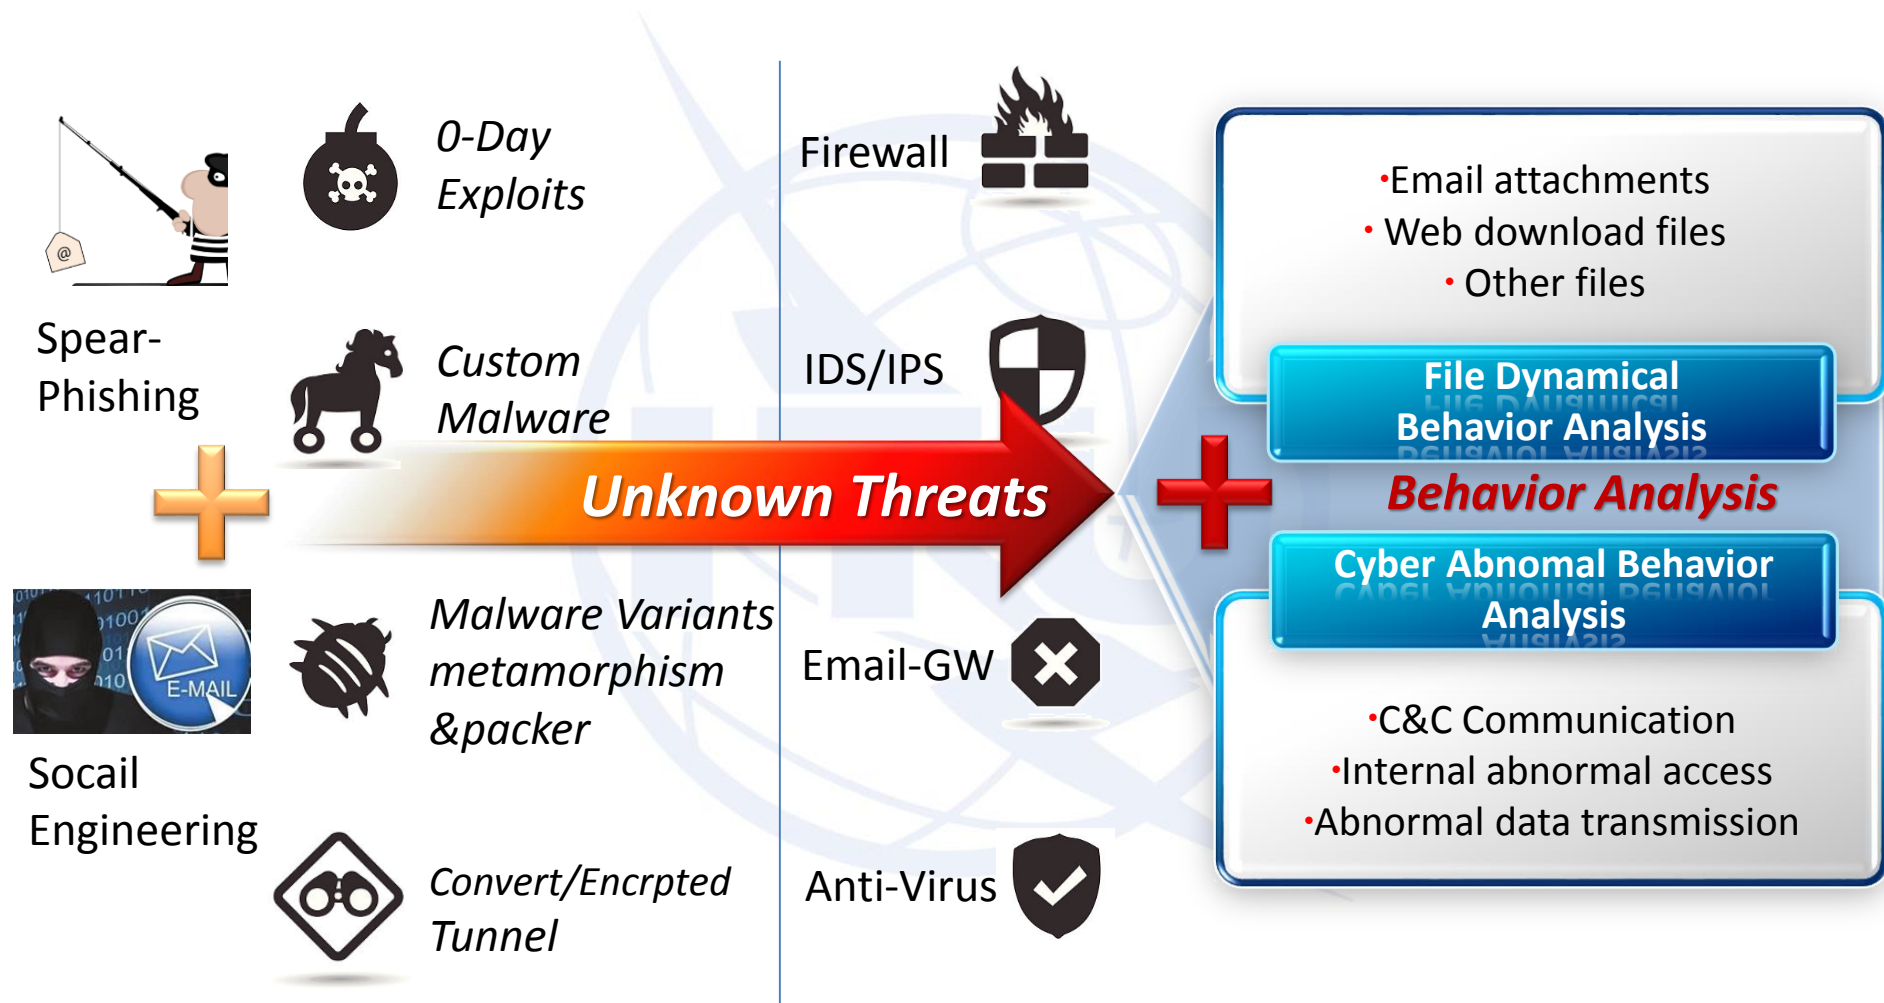 Spear-
Phishing
Socail
Engineering
E-MAIL
@
0-Day
Exploits
Custom
Malware
Unknown Threats
Malware Variants
metamorphism
&packer
Convert/Encrpted
Tunnel
Firewall
IDS/IPS
Email-GW
Anti-Virus
•Email attachments
• Web download files
• Other files
File Dynamical
Behavior Analysis
Behavior Analysis
Cyber Abnomal Behavior
Analysis
•C&C Communication
•Internal abnormal access
•Abnormal data transmission